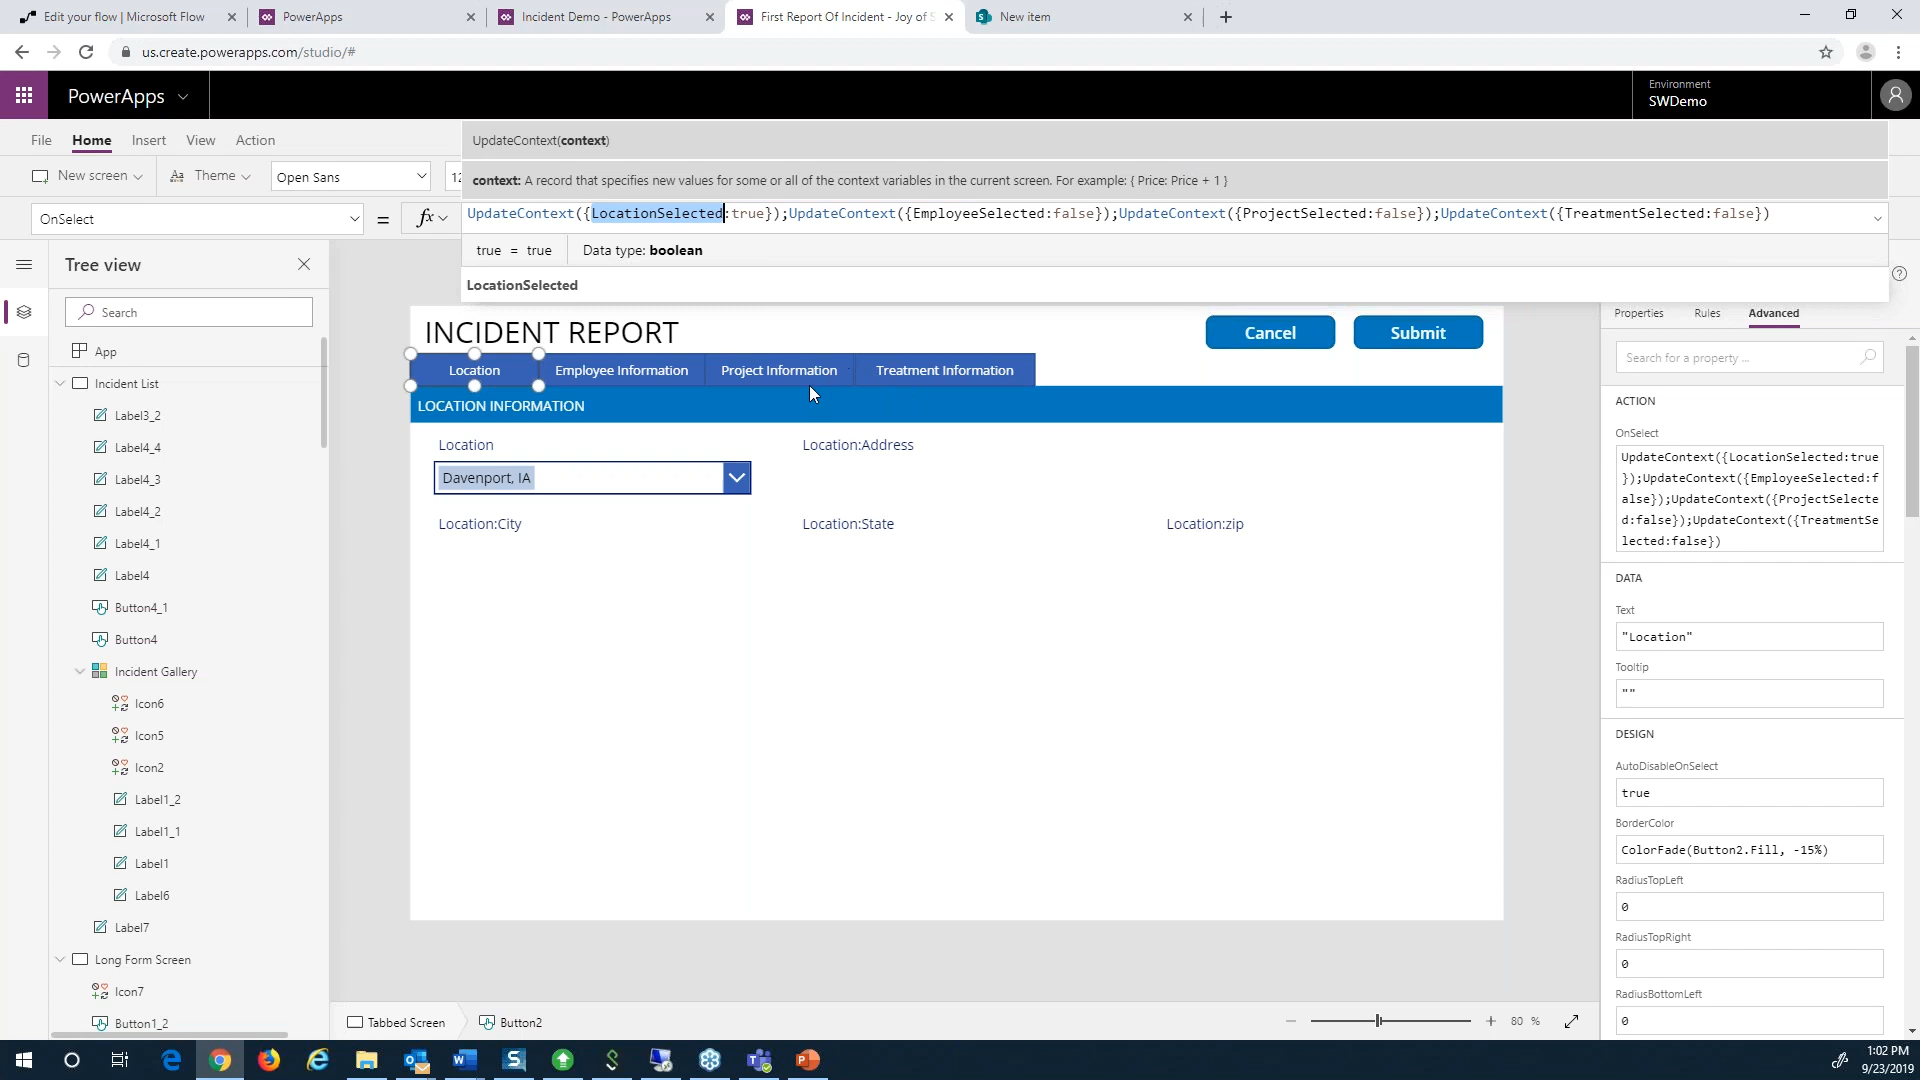 Your flow | Microsoft Flow
PowerApps
Incident Demo - PowerApps
First Report Of Incident - Joy of
New item
us.create.powerapps.com/studio/#
PowerApps
Environment
SWDemo
File
Home
Insert
View
Action
UpdateContext(context)
New screen
Theme
Open Sans
12
context: A record that specifies new values for some or all of the context variables in the current screen. For example: { Price: Price + 1 }
OnSelect
=
fx
UpdateContext({LocationSelected:true});UpdateContext({EmployeeSelected:false});UpdateContext({ProjectSelected:false});UpdateContext({TreatmentSelected:false})
true = true
Data type: boolean
LocationSelected
Tree view
Search
App
Incident List
Label3_2
Label4_4
Label4_3
Label4_2
Label4_1
Label4
Button4_1
Button4
Incident Gallery
Icon6
Icon5
Icon2
Label1_2
Label1_1
Label1
Label6
Label7
Long Form Screen
Icon7
Button1_2
INCIDENT REPORT
Cancel
Submit
Location
Employee Information
Project Information
Treatment Information
LOCATION INFORMATION
Location
Location:Address
Davenport, IA
Location:City
Location:State
Location:zip
Tabbed Screen
Button2
80 %
Properties
Rules
Advanced
Search for a property ...
ACTION
OnSelect
UpdateContext({LocationSelected:true
});UpdateContext({EmployeeSelected:f
alse});UpdateContext({ProjectSelecte
d:false});UpdateContext({TreatmentSe
lected:false})
DATA
Text
"Location"
Tooltip
""
DESIGN
AutoDisableOnSelect
true
BorderColor
ColorFade(Button2.Fill, -15%)
RadiusTopLeft
0
RadiusTopRight
0
RadiusBottomLeft
0
1:02 PM
9/23/2019